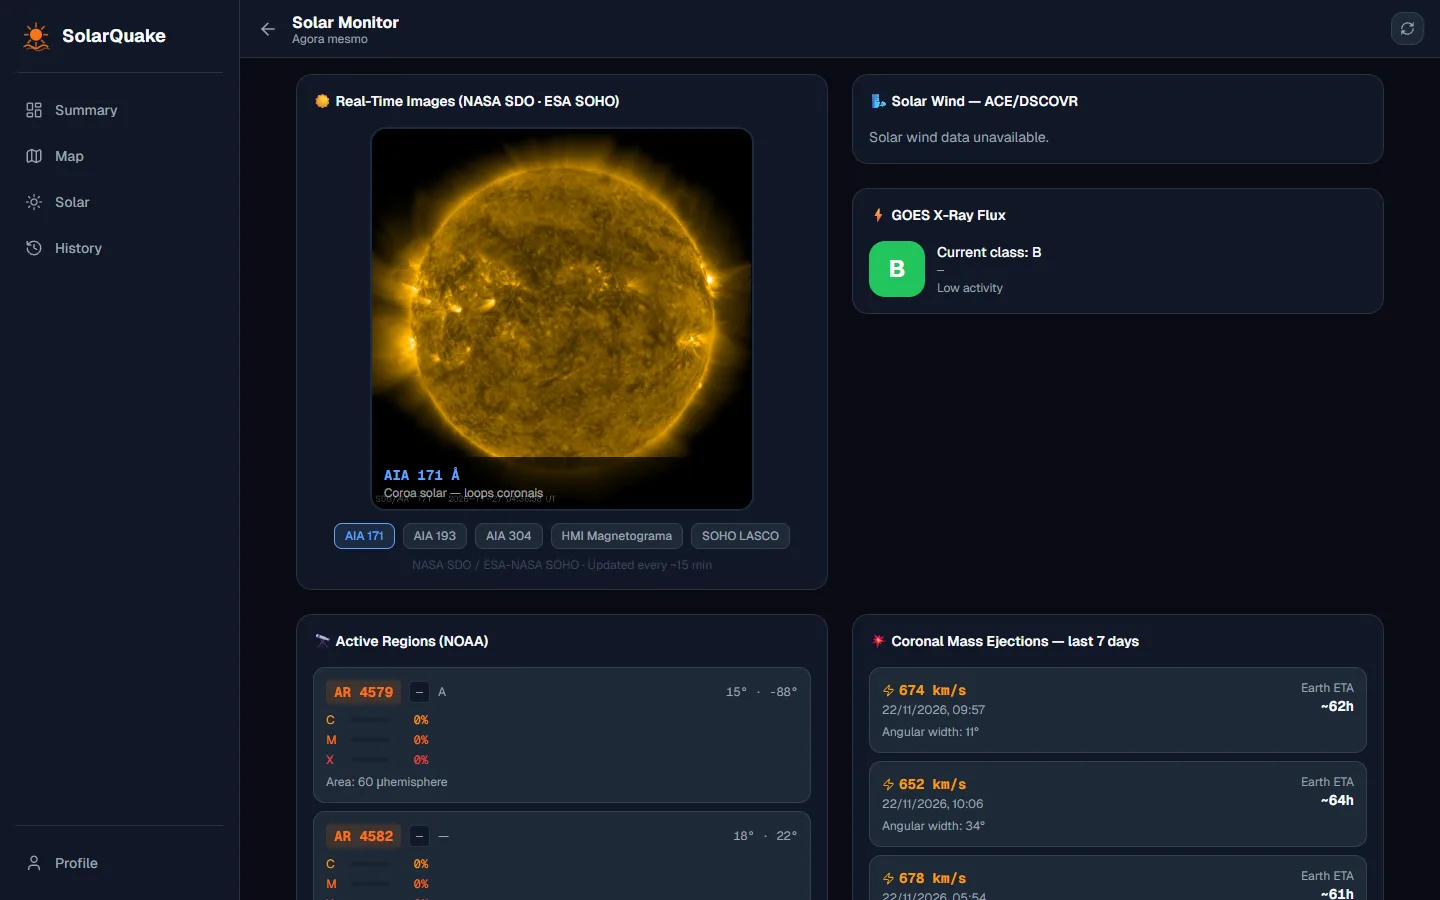 SolarQuake
Summary
Map
Solar
History
Profile
Solar Monitor
Agora mesmo
Real-Time Images (NASA SDO · ESA SOHO)
AIA 171 Å
Coroa solar — loops coronais
AIA 171
AIA 193
AIA 304
HMI Magnetograma
SOHO LASCO
NASA SDO / ESA-NASA SOHO · Updated every ~15 min
Solar Wind — ACE/DSCOVR
Solar wind data unavailable.
GOES X-Ray Flux
B
Current class: B
—
Low activity
Active Regions (NOAA)
AR 4579 — A 15° · -88°
C 0%
M 0%
X 0%
Area: 60 µhemisphere
AR 4582 — — 18° · 22°
C 0%
M 0%
Coronal Mass Ejections — last 7 days
674 km/s
22/11/2026, 09:57
Angular width: 11°
Earth ETA
~62h
652 km/s
22/11/2026, 10:06
Angular width: 34°
Earth ETA
~64h
678 km/s
22/11/2026, 05:54
Earth ETA
~61h